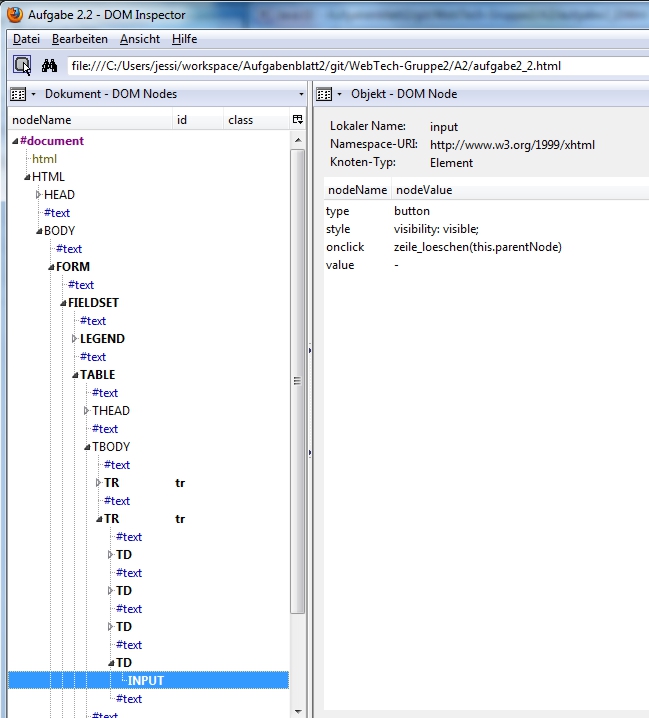 Aufgabe 2.2 - DOM Inspector
Datei Bearbeiten Ansicht Hilfe
file:///C:/Users/jessi/workspace/Aufgabenblatt2/git/WebTech-Gruppe2/A2/aufgabe2_2.html
Dokument - DOM Nodes
nodeName id class
#document
html
HTML
HEAD
#text
BODY
#text
FORM
#text
FIELDSET
#text
LEGEND
#text
TABLE
#text
THEAD
#text
TBODY
#text
TR tr
#text
TR tr
#text
TD
#text
TD
#text
TD
#text
TD
INPUT
#text
#text
Objekt - DOM Node
Lokaler Name: input
Namespace-URI: http://www.w3.org/1999/xhtml
Knoten-Typ: Element
nodeName nodeValue
type button
style visibility: visible;
onclick zeile_loeschen(this.parentNode)
value -